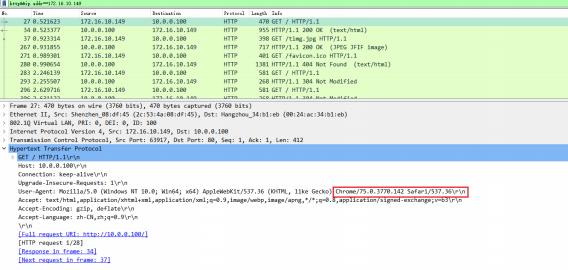 http&&ip.addr==172.16.10.149
No. Time Source Destination Protocol Length Info
27 0.521623 172.16.10.149 10.0.0.100 HTTP 470 GET / HTTP/1.1
34 0.523377 10.0.0.100 172.16.10.149 HTTP 955 HTTP/1.1 200 OK (text/html)
37 0.923314 172.16.10.149 10.0.0.100 HTTP 398 GET /timg.jpg HTTP/1.1
267 0.931855 10.0.0.100 172.16.10.149 HTTP 717 HTTP/1.1 200 OK (JPEG JFIF image)
271 0.989301 172.16.10.149 10.0.0.100 HTTP 401 GET /favicon.ico HTTP/1.1
280 0.990654 10.0.0.100 172.16.10.149 HTTP 1381 HTTP/1.1 404 Not Found (text/html)
283 2.246139 172.16.10.149 10.0.0.100 HTTP 581 GET / HTTP/1.1
293 2.255507 10.0.0.100 172.16.10.149 HTTP 268 HTTP/1.1 304 Not Modified
296 2.629716 172.16.10.149 10.0.0.100 HTTP 581 GET / HTTP/1.1
Frame 27: 470 bytes on wire (3760 bits), 470 bytes captured (3760 bits)
Ethernet II, Src: Shenzhen_08:df:45 (2c:53:4a:08:df:45), Dst: Hangzhou_34:b1:eb (00:24:ac:34:b1:eb)
802.1Q Virtual LAN, PRI: 0, DEI: 0, ID: 100
Internet Protocol Version 4, Src: 172.16.10.149, Dst: 10.0.0.100
Transmission Control Protocol, Src Port: 63917, Dst Port: 80, Seq: 1, Ack: 1, Len: 412
Hypertext Transfer Protocol
GET / HTTP/1.1\r\n
Host: 10.0.0.100\r\n
Connection: keep-alive\r\n
Upgrade-Insecure-Requests: 1\r\n
User-Agent: Mozilla/5.0 (Windows NT 10.0; Win64; x64) AppleWebKit/537.36 (KHTML, like Gecko) Chrome/75.0.3770.142 Safari/537.36\r\n
Accept: text/html,application/xhtml+xml,application/xml;q=0.9,image/webp,image/apng,*/*;q=0.8,application/signed-exchange;v=b3\r\n
Accept-Encoding: gzip, deflate\r\n
Accept-Language: zh-CN,zh;q=0.9\r\n
\r\n
[Full request URI: http://10.0.0.100/]
[HTTP request 1/28]
[Response in frame: 34]
[Next request in frame: 37]